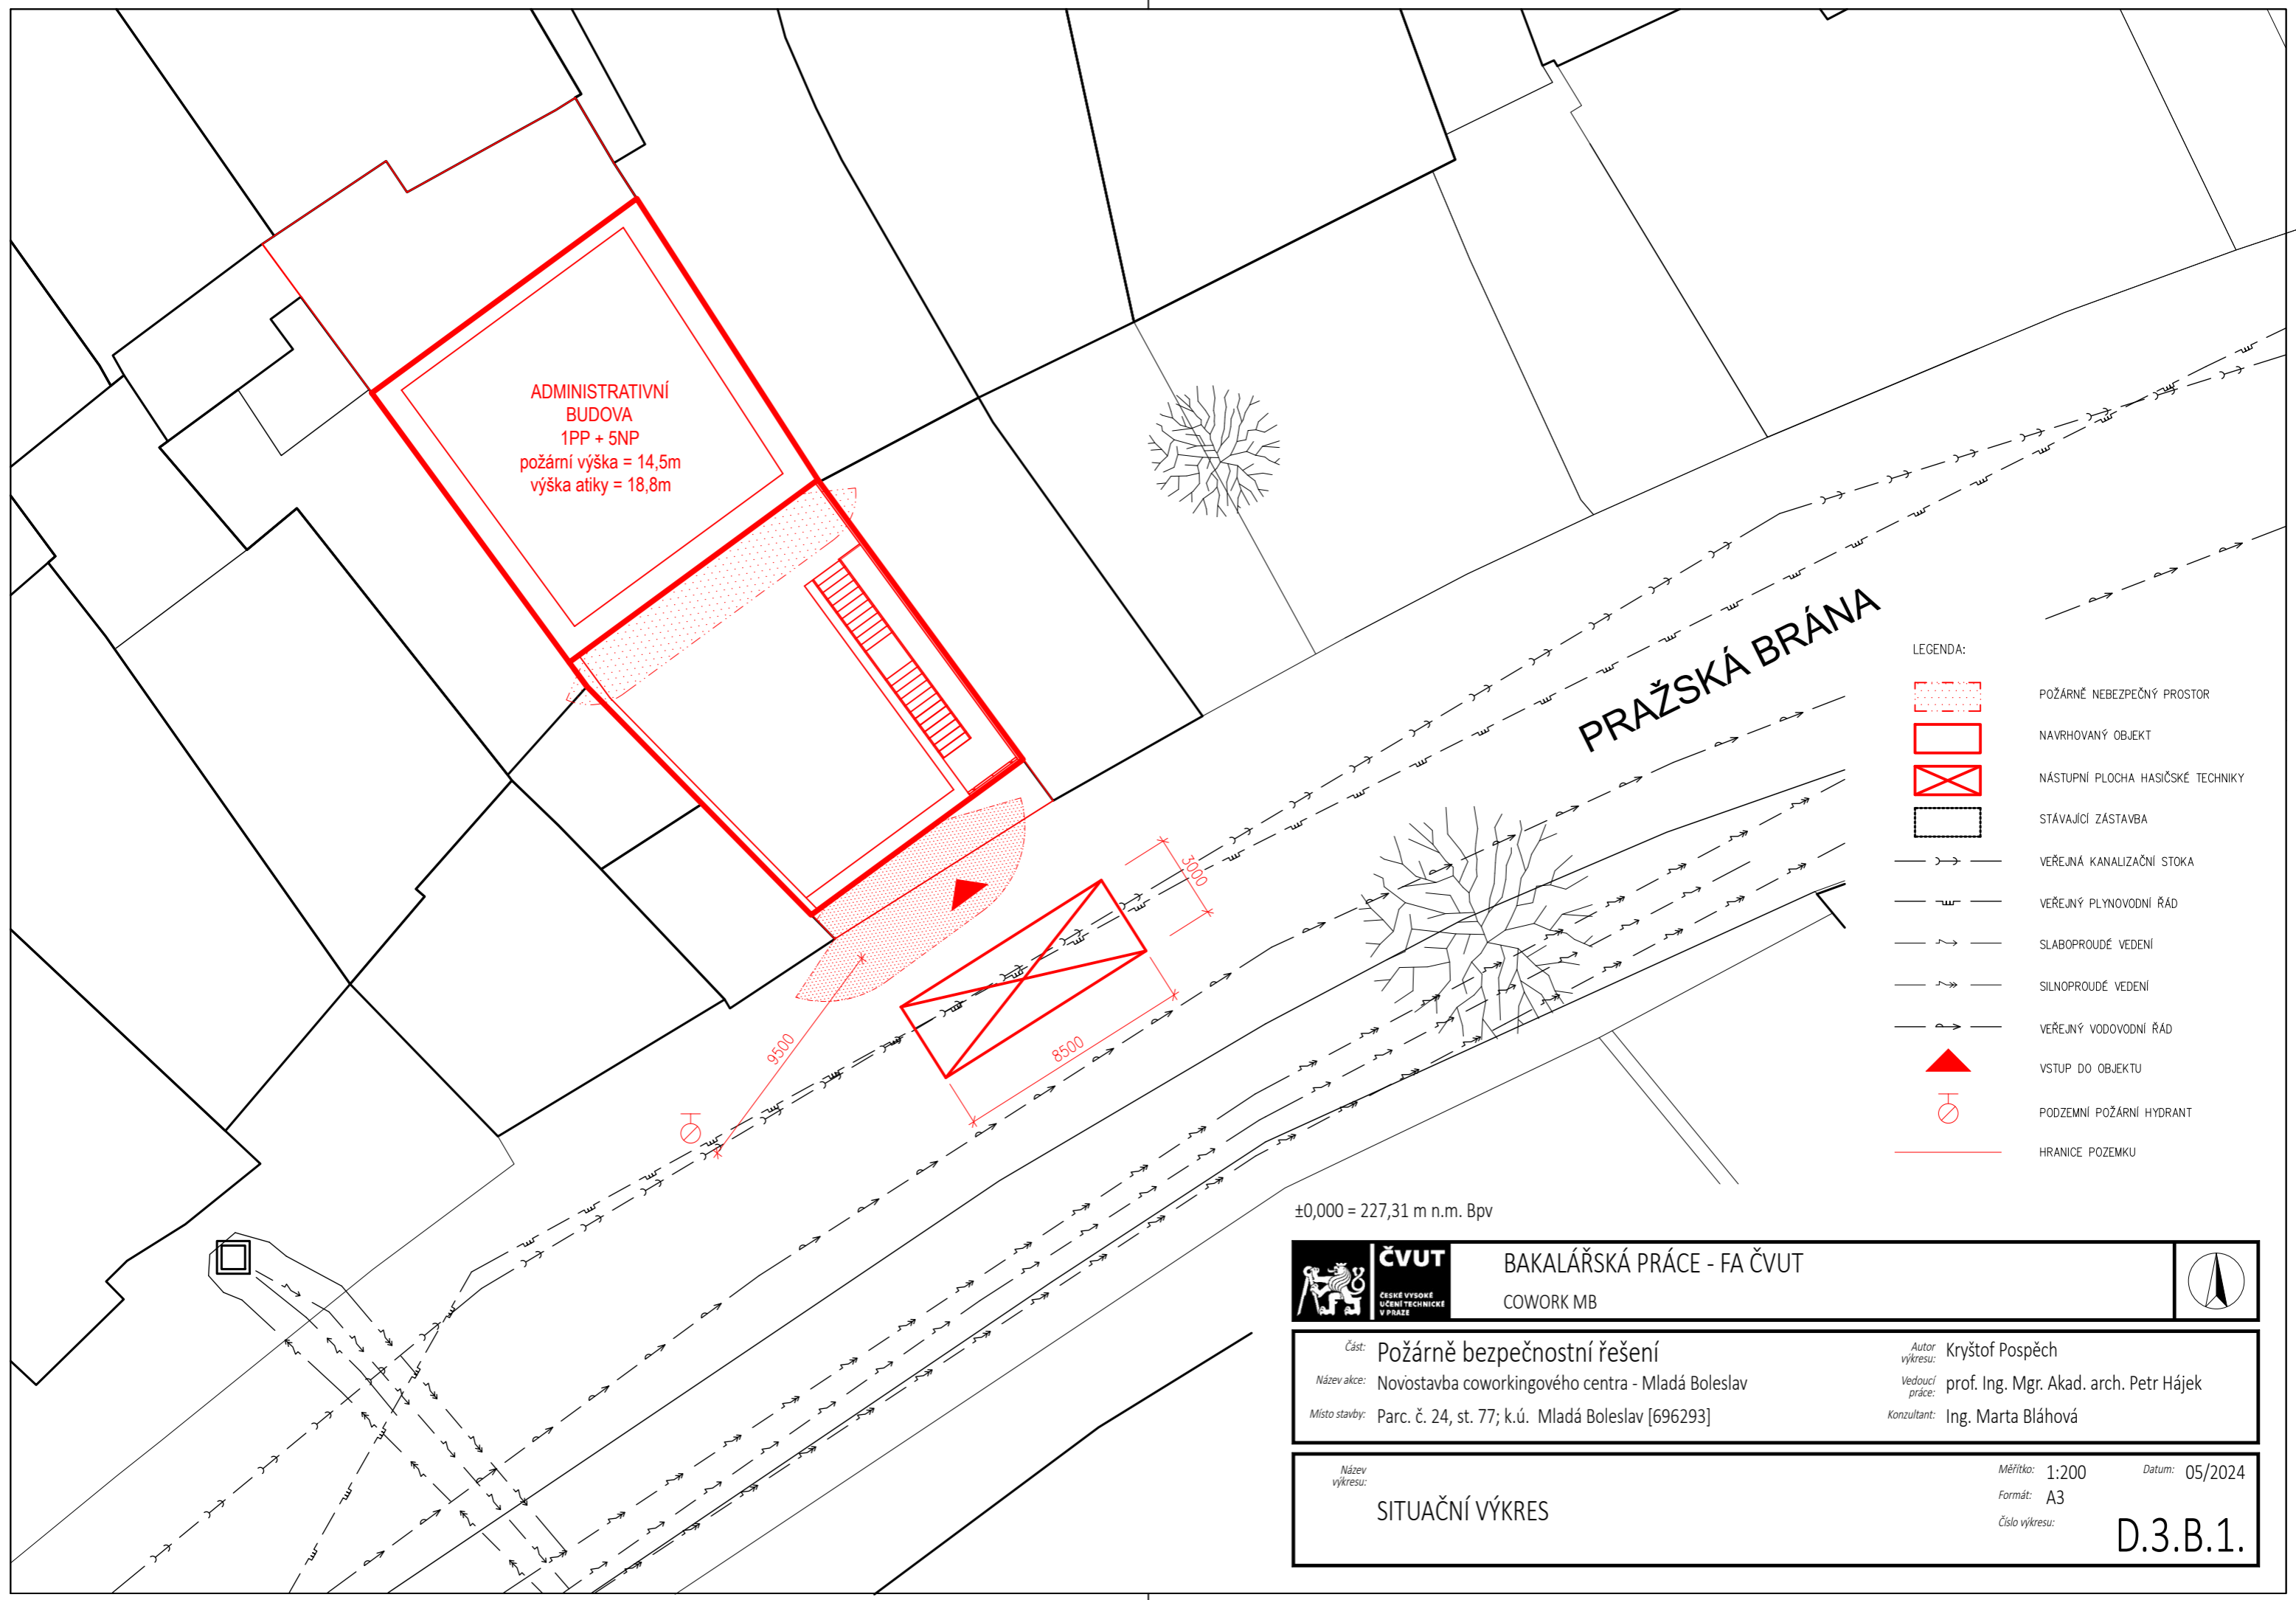 ADMINISTRATIVNÍ
BUDOVA
1PP + 5NP
požární výška = 14,5m
výška atiky = 18,8m
PRAŽSKÁ BRÁNA
3000
8500
9500
LEGENDA:
POŽÁRNĚ NEBEZPEČNÝ PROSTOR
NAVRHOVANÝ OBJEKT
NÁSTUPNÍ PLOCHA HASIČSKÉ TECHNIKY
STÁVAJÍCÍ ZÁSTAVBA
VEŘEJNÁ KANALIZAČNÍ STOKA
VEŘEJNÝ PLYNOVODNÍ ŘÁD
SLABOPROUDÉ VEDENÍ
SILNOPROUDÉ VEDENÍ
VEŘEJNÝ VODOVODNÍ ŘÁD
VSTUP DO OBJEKTU
PODZEMNÍ POŽÁRNÍ HYDRANT
HRANICE POZEMKU
±0,000 = 227,31 m n.m. Bpv
ČVUT
ČESKÉ VYSOKÉ
UČENÍ TECHNICKÉ
V PRAZE
BAKALÁŘSKÁ PRÁCE - FA ČVUT
COWORK MB
Část: Požárně bezpečnostní řešení
Název akce: Novostavba coworkingového centra - Mladá Boleslav
Místo stavby: Parc. č. 24, st. 77; k.ú. Mladá Boleslav [696293]
Autor
výkresu: Kryštof Pospěch
Vedoucí
práce: prof. Ing. Mgr. Akad. arch. Petr Hájek
Konzultant: Ing. Marta Bláhová
Název
výkresu:
SITUAČNÍ VÝKRES
Měřítko: 1:200 Datum: 05/2024
Formát: A3
Číslo výkresu:
D.3.B.1.